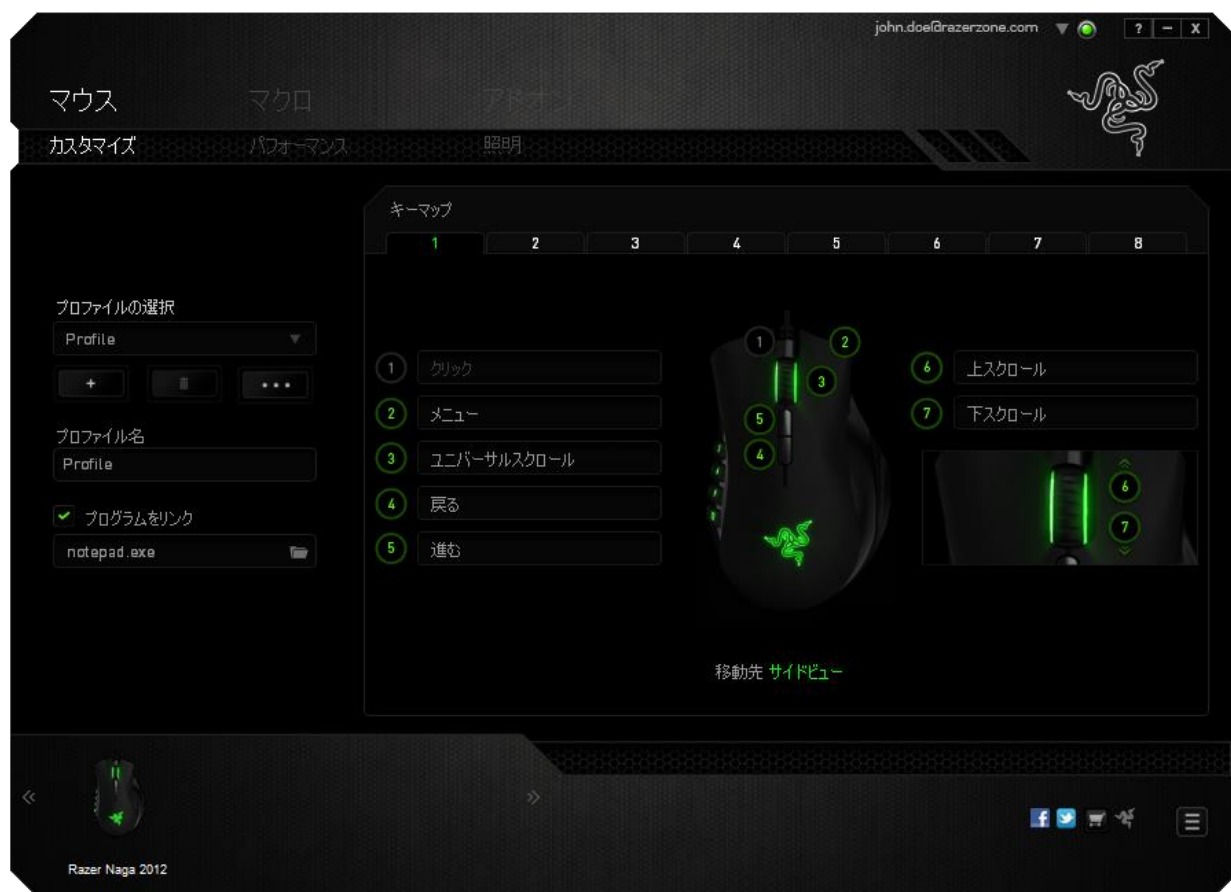 john.doe@razerzone.com
? - X
マウス マクロ アドオン
カスタマイズ パフォーマンス 照明
キーマップ
1 2 3 4 5 6 7 8
プロファイルの選択
Profile
+ •••
プロファイル名
Profile
プログラムをリンク
notepad.exe
1 クリック
2 メニュー
3 ユニバーサルスクロール
4 戻る
5 進む
1
2
3
5
4
6 上スクロール
7 下スクロール
6
7
移動先 サイドビュー
Razer Naga 2012